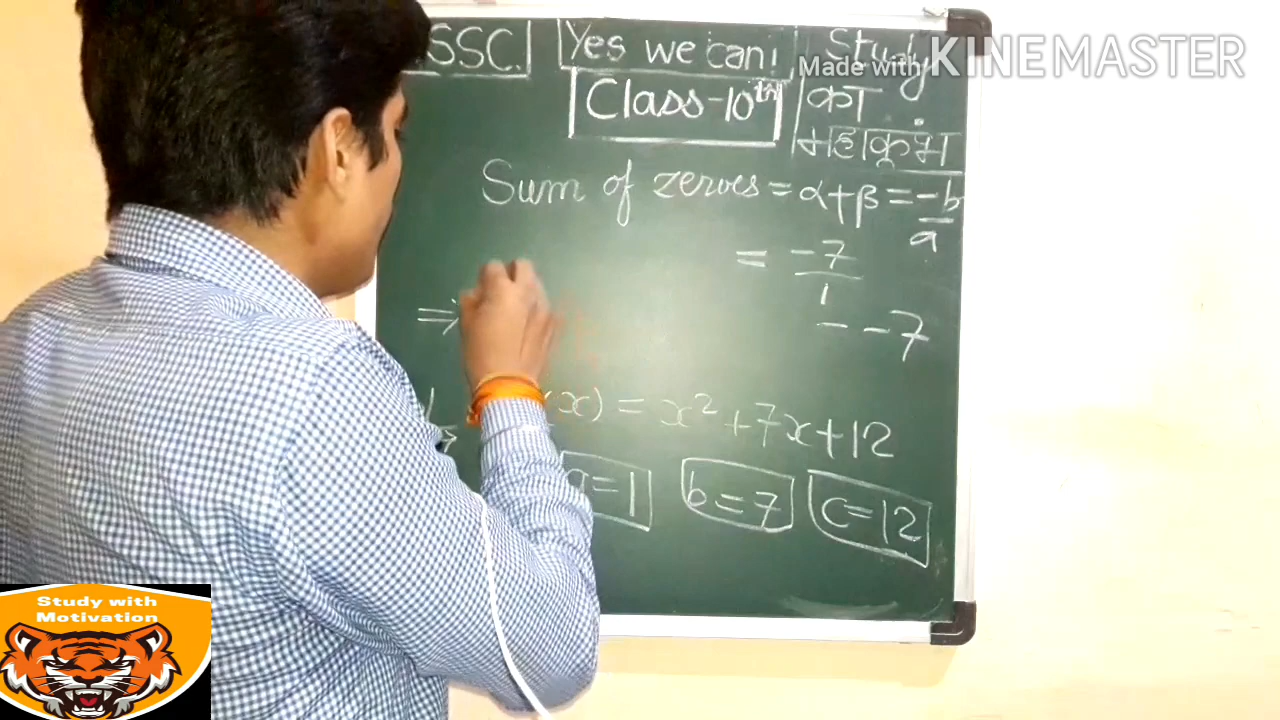 SSC.
Yes we can!
Study
का
महाकुंभ
Made with KINEMASTER
Class-10th
Sum of zeroes = α+β = -b/a
= -7/1
- -7
⇒
(x) = x² + 7x + 12
a=1 b=7 c=12
Study with
Motivation